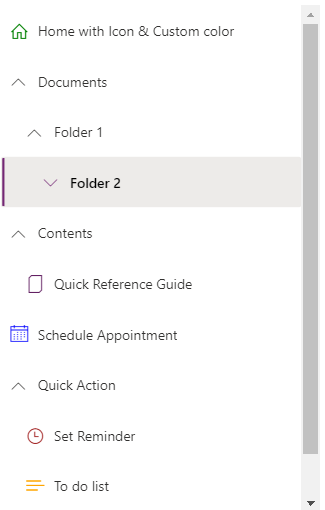 Home with Icon & Custom color
Documents
Folder 1
Folder 2
Contents
Quick Reference Guide
Schedule Appointment
Quick Action
Set Reminder
To do list